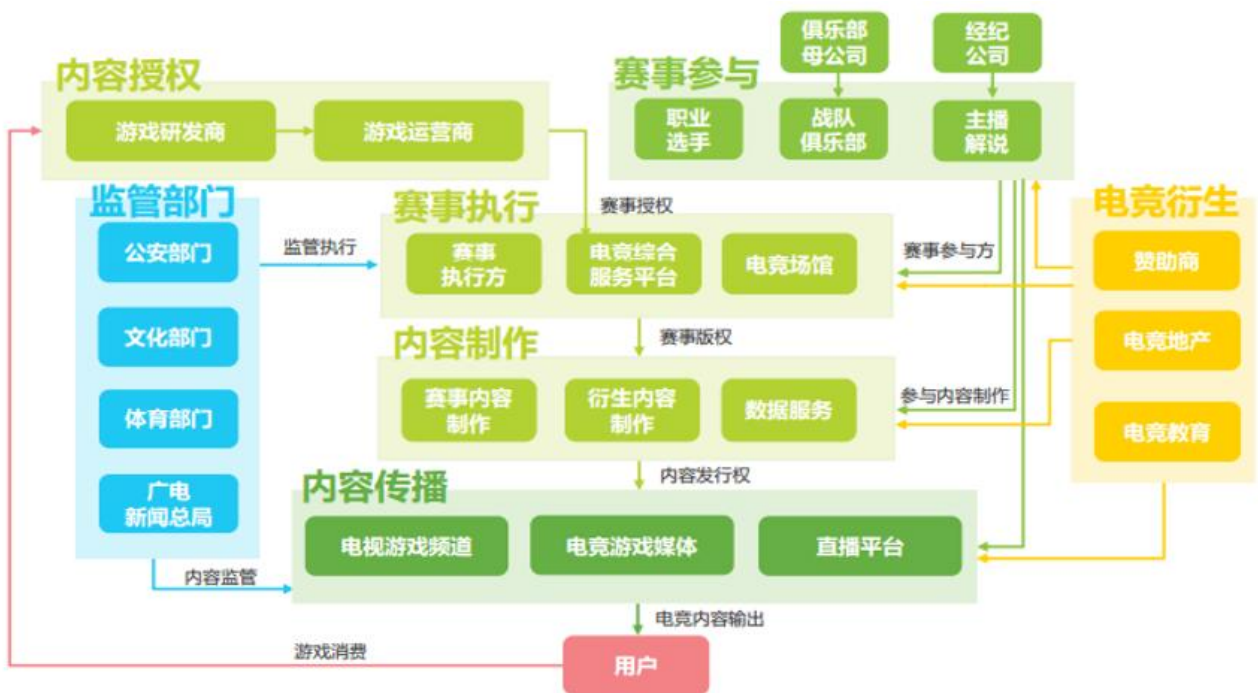 俱乐部
母公司
经纪
公司
内容授权
赛事参与
游戏研发商
游戏运营商
职业
选手
战队
俱乐部
主播
解说
监管部门
赛事执行
赛事授权
电竞衍生
公安部门
监管执行
赛事
执行方
电竞综合
服务平台
电竞场馆
赛事参与方
赞助商
文化部门
内容制作
赛事版权
电竞地产
体育部门
赛事内容
制作
衍生内容
制作
数据服务
参与内容制作
电竞教育
内容传播
内容发行权
广电
新闻总局
电视游戏频道
电竞游戏媒体
直播平台
内容监管
电竞内容输出
游戏消费
用户